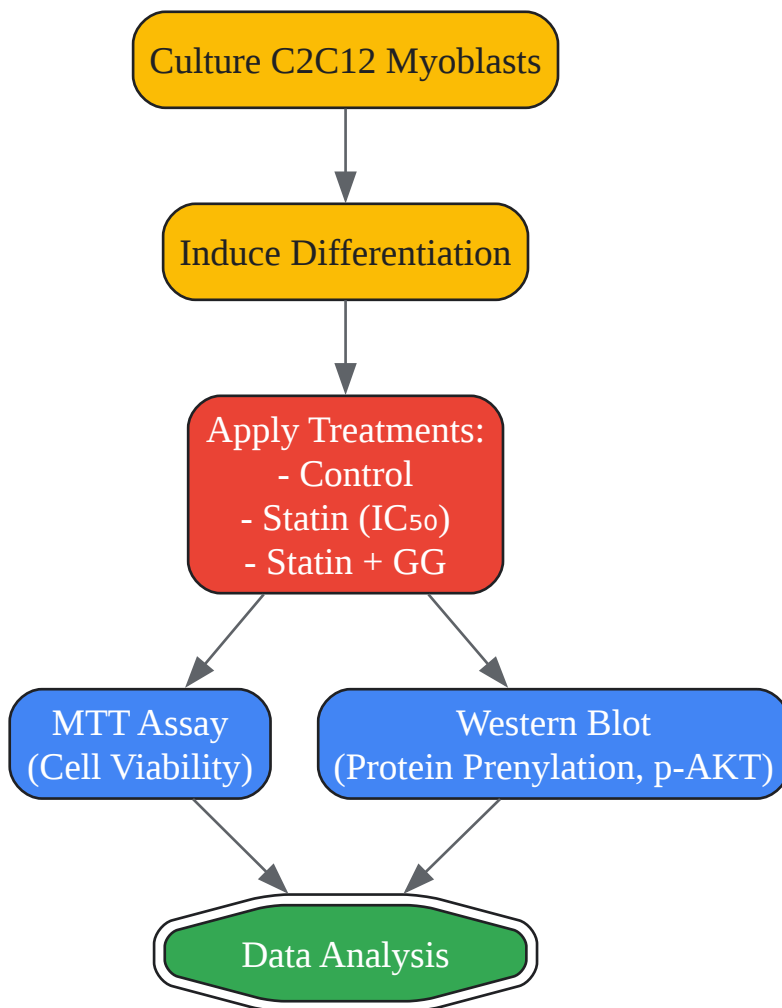 Culture C2C12 Myoblasts
Induce Differentiation
Apply Treatments:
- Control
- Statin (IC₅₀)
- Statin + GG
MTT Assay
(Cell Viability)
Western Blot
(Protein Prenylation, p-AKT)
Data Analysis